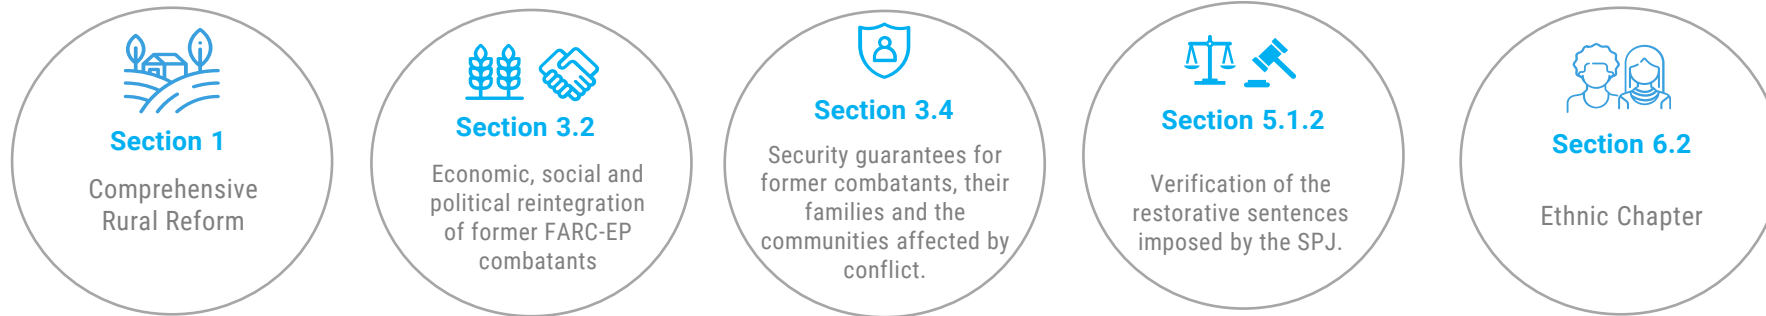 Section 1
Comprehensive
Rural Reform
Section 3.2
Economic, social and
political reintegration
of former FARC-EP
combatants
Section 3.4
Security guarantees for
former combatants, their
families and the
communities affected by
conflict.
Section 5.1.2
Verification of the
restorative sentences
imposed by the SPJ.
Section 6.2
Ethnic Chapter